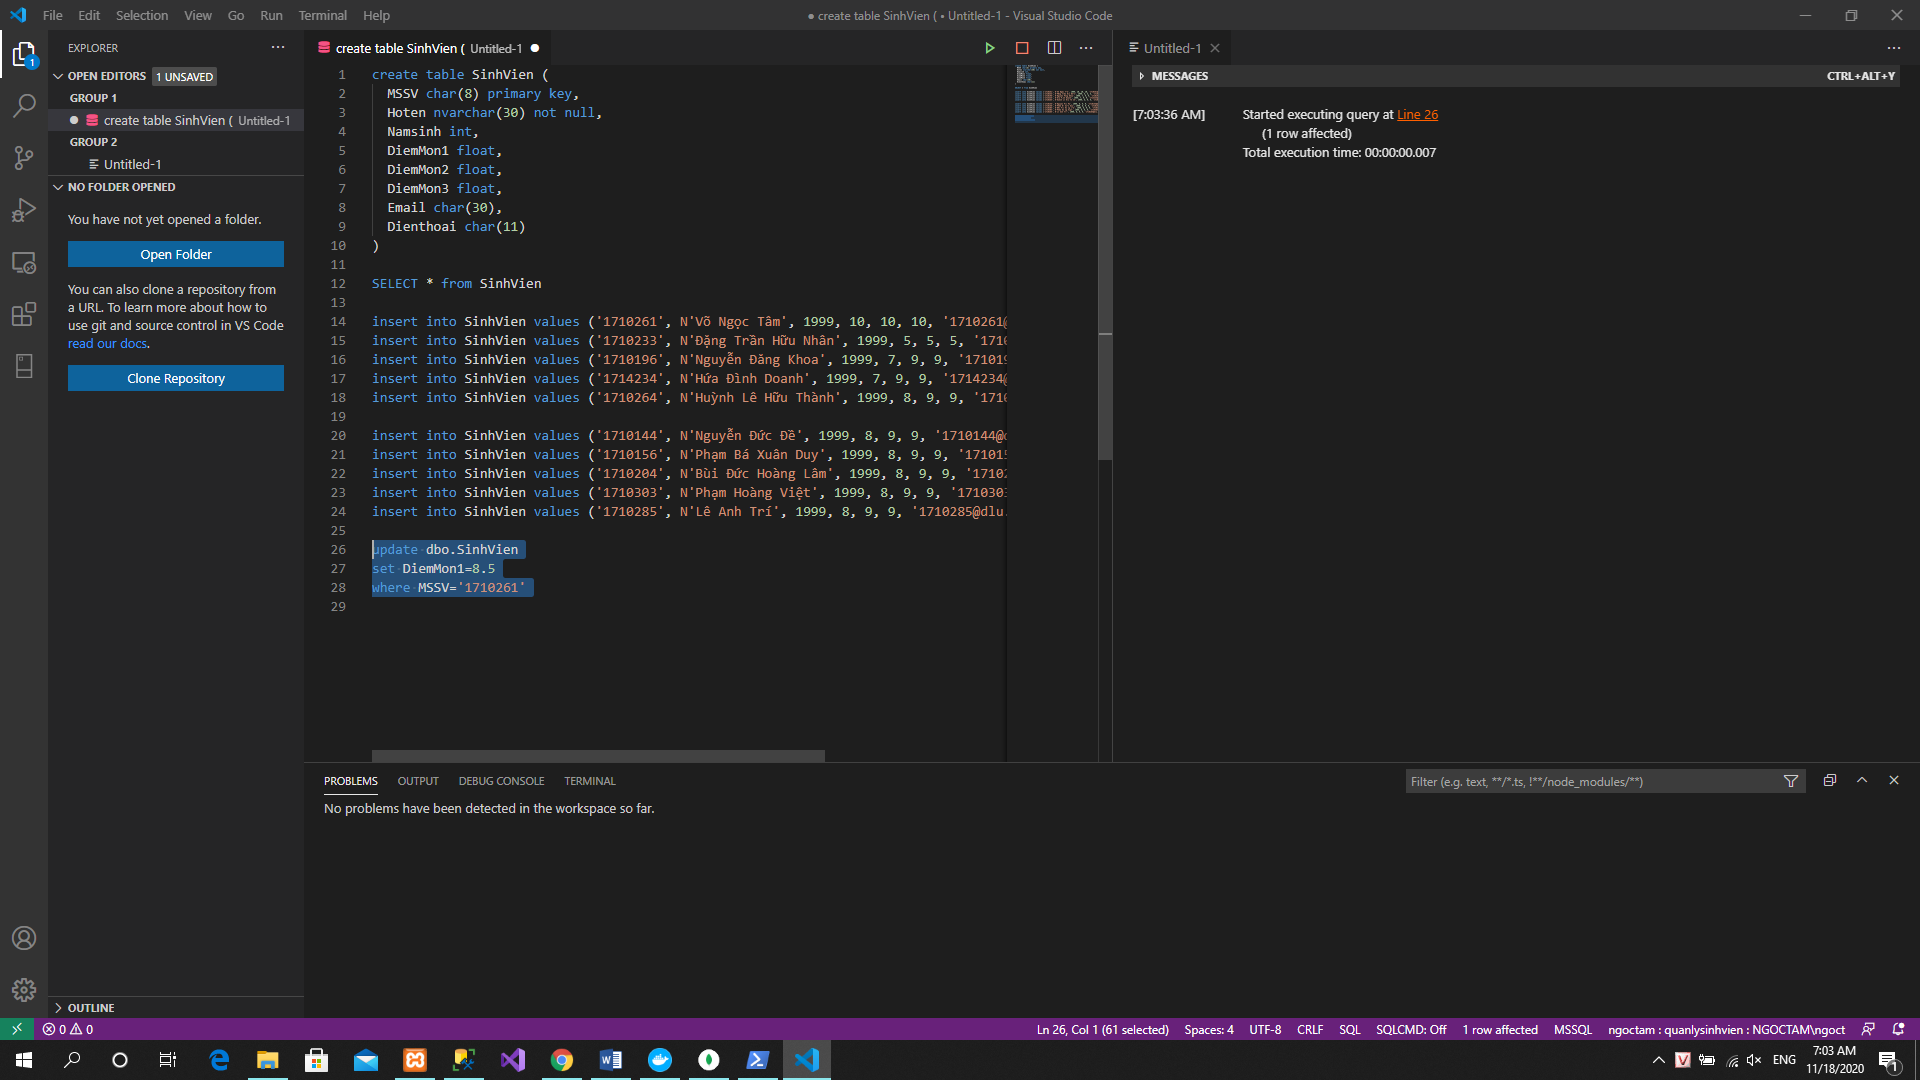 File Edit Selection View Go Run Terminal Help
● create table SinhVien ( • Untitled-1 - Visual Studio Code
EXPLORER
OPEN EDITORS 1 UNSAVED
GROUP 1
create table SinhVien ( Untitled-1
GROUP 2
Untitled-1
NO FOLDER OPENED
You have not yet opened a folder.
Open Folder
You can also clone a repository from
a URL. To learn more about how to
use git and source control in VS Code
read our docs.
Clone Repository
OUTLINE
1
create table SinhVien ( Untitled-1
1 create table SinhVien (
2 MSSV char(8) primary key,
3 Hoten nvarchar(30) not null,
4 Namsinh int,
5 DiemMon1 float,
6 DiemMon2 float,
7 DiemMon3 float,
8 Email char(30),
9 Dienthoai char(11)
10 )
11
12 SELECT * from SinhVien
13
14 insert into SinhVien values ('1710261', N'Võ Ngọc Tâm', 1999, 10, 10, 10, '1710261@
15 insert into SinhVien values ('1710233', N'Đặng Trần Hữu Nhân', 1999, 5, 5, 5, '1710
16 insert into SinhVien values ('1710196', N'Nguyễn Đăng Khoa', 1999, 7, 9, 9, '171019
17 insert into SinhVien values ('1714234', N'Hứa Đình Doanh', 1999, 7, 9, 9, '1714234@
18 insert into SinhVien values ('1710264', N'Huỳnh Lê Hữu Thành', 1999, 8, 9, 9, '1710
19
20 insert into SinhVien values ('1710144', N'Nguyễn Đức Đề', 1999, 8, 9, 9, '1710144@
21 insert into SinhVien values ('1710156', N'Phạm Bá Xuân Duy', 1999, 8, 9, 9, '171015
22 insert into SinhVien values ('1710204', N'Bùi Đức Hoàng Lâm', 1999, 8, 9, 9, '1710
23 insert into SinhVien values ('1710303', N'Phạm Hoàng Việt', 1999, 8, 9, 9, '1710303
24 insert into SinhVien values ('1710285', N'Lê Anh Trí', 1999, 8, 9, 9, '1710285@dlu.
25
26 update dbo.SinhVien
27 set DiemMon1=8.5
28 where MSSV='1710261'
29
Untitled-1
MESSAGES CTRL+ALT+Y
[7:03:36 AM] Started executing query at Line 26
(1 row affected)
Total execution time: 00:00:00.007
PROBLEMS OUTPUT DEBUG CONSOLE TERMINAL
Filter (e.g. text, **/*.ts, !**/node_modules/**)
No problems have been detected in the workspace so far.
0 0
Ln 26, Col 1 (61 selected) Spaces: 4 UTF-8 CRLF SQL SQLCMD: Off 1 row affected MSSQL ngoctam : quanlysinhvien : NGOCTAM\ngoct
ENG 7:03 AM
11/18/2020
1